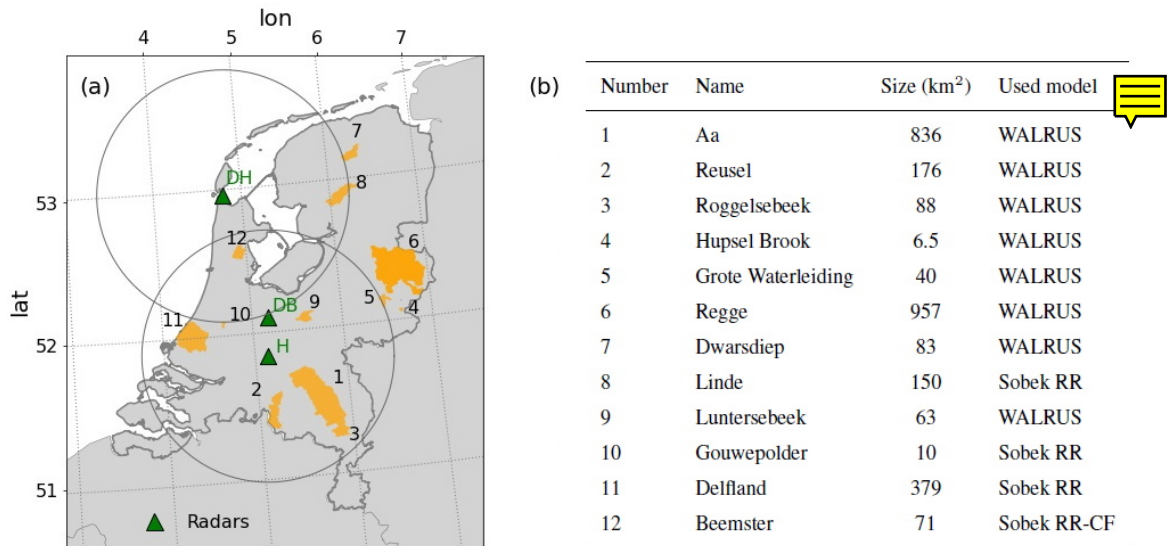 lon
4 5 6 7
(a)
7
DH
8
53
12
6
lat
5
DB
9
10
4
11
52
H
1
2
3
51
Radars
(b)
Number Name Size (km²) Used model
1 Aa 836 WALRUS
2 Reusel 176 WALRUS
3 Roggelsebeek 88 WALRUS
4 Hupsel Brook 6.5 WALRUS
5 Grote Waterleiding 40 WALRUS
6 Regge 957 WALRUS
7 Dwarsdiep 83 WALRUS
8 Linde 150 Sobek RR
9 Luntersebeek 63 WALRUS
10 Gouwepolder 10 Sobek RR
11 Delfland 379 Sobek RR
12 Beemster 71 Sobek RR-CF